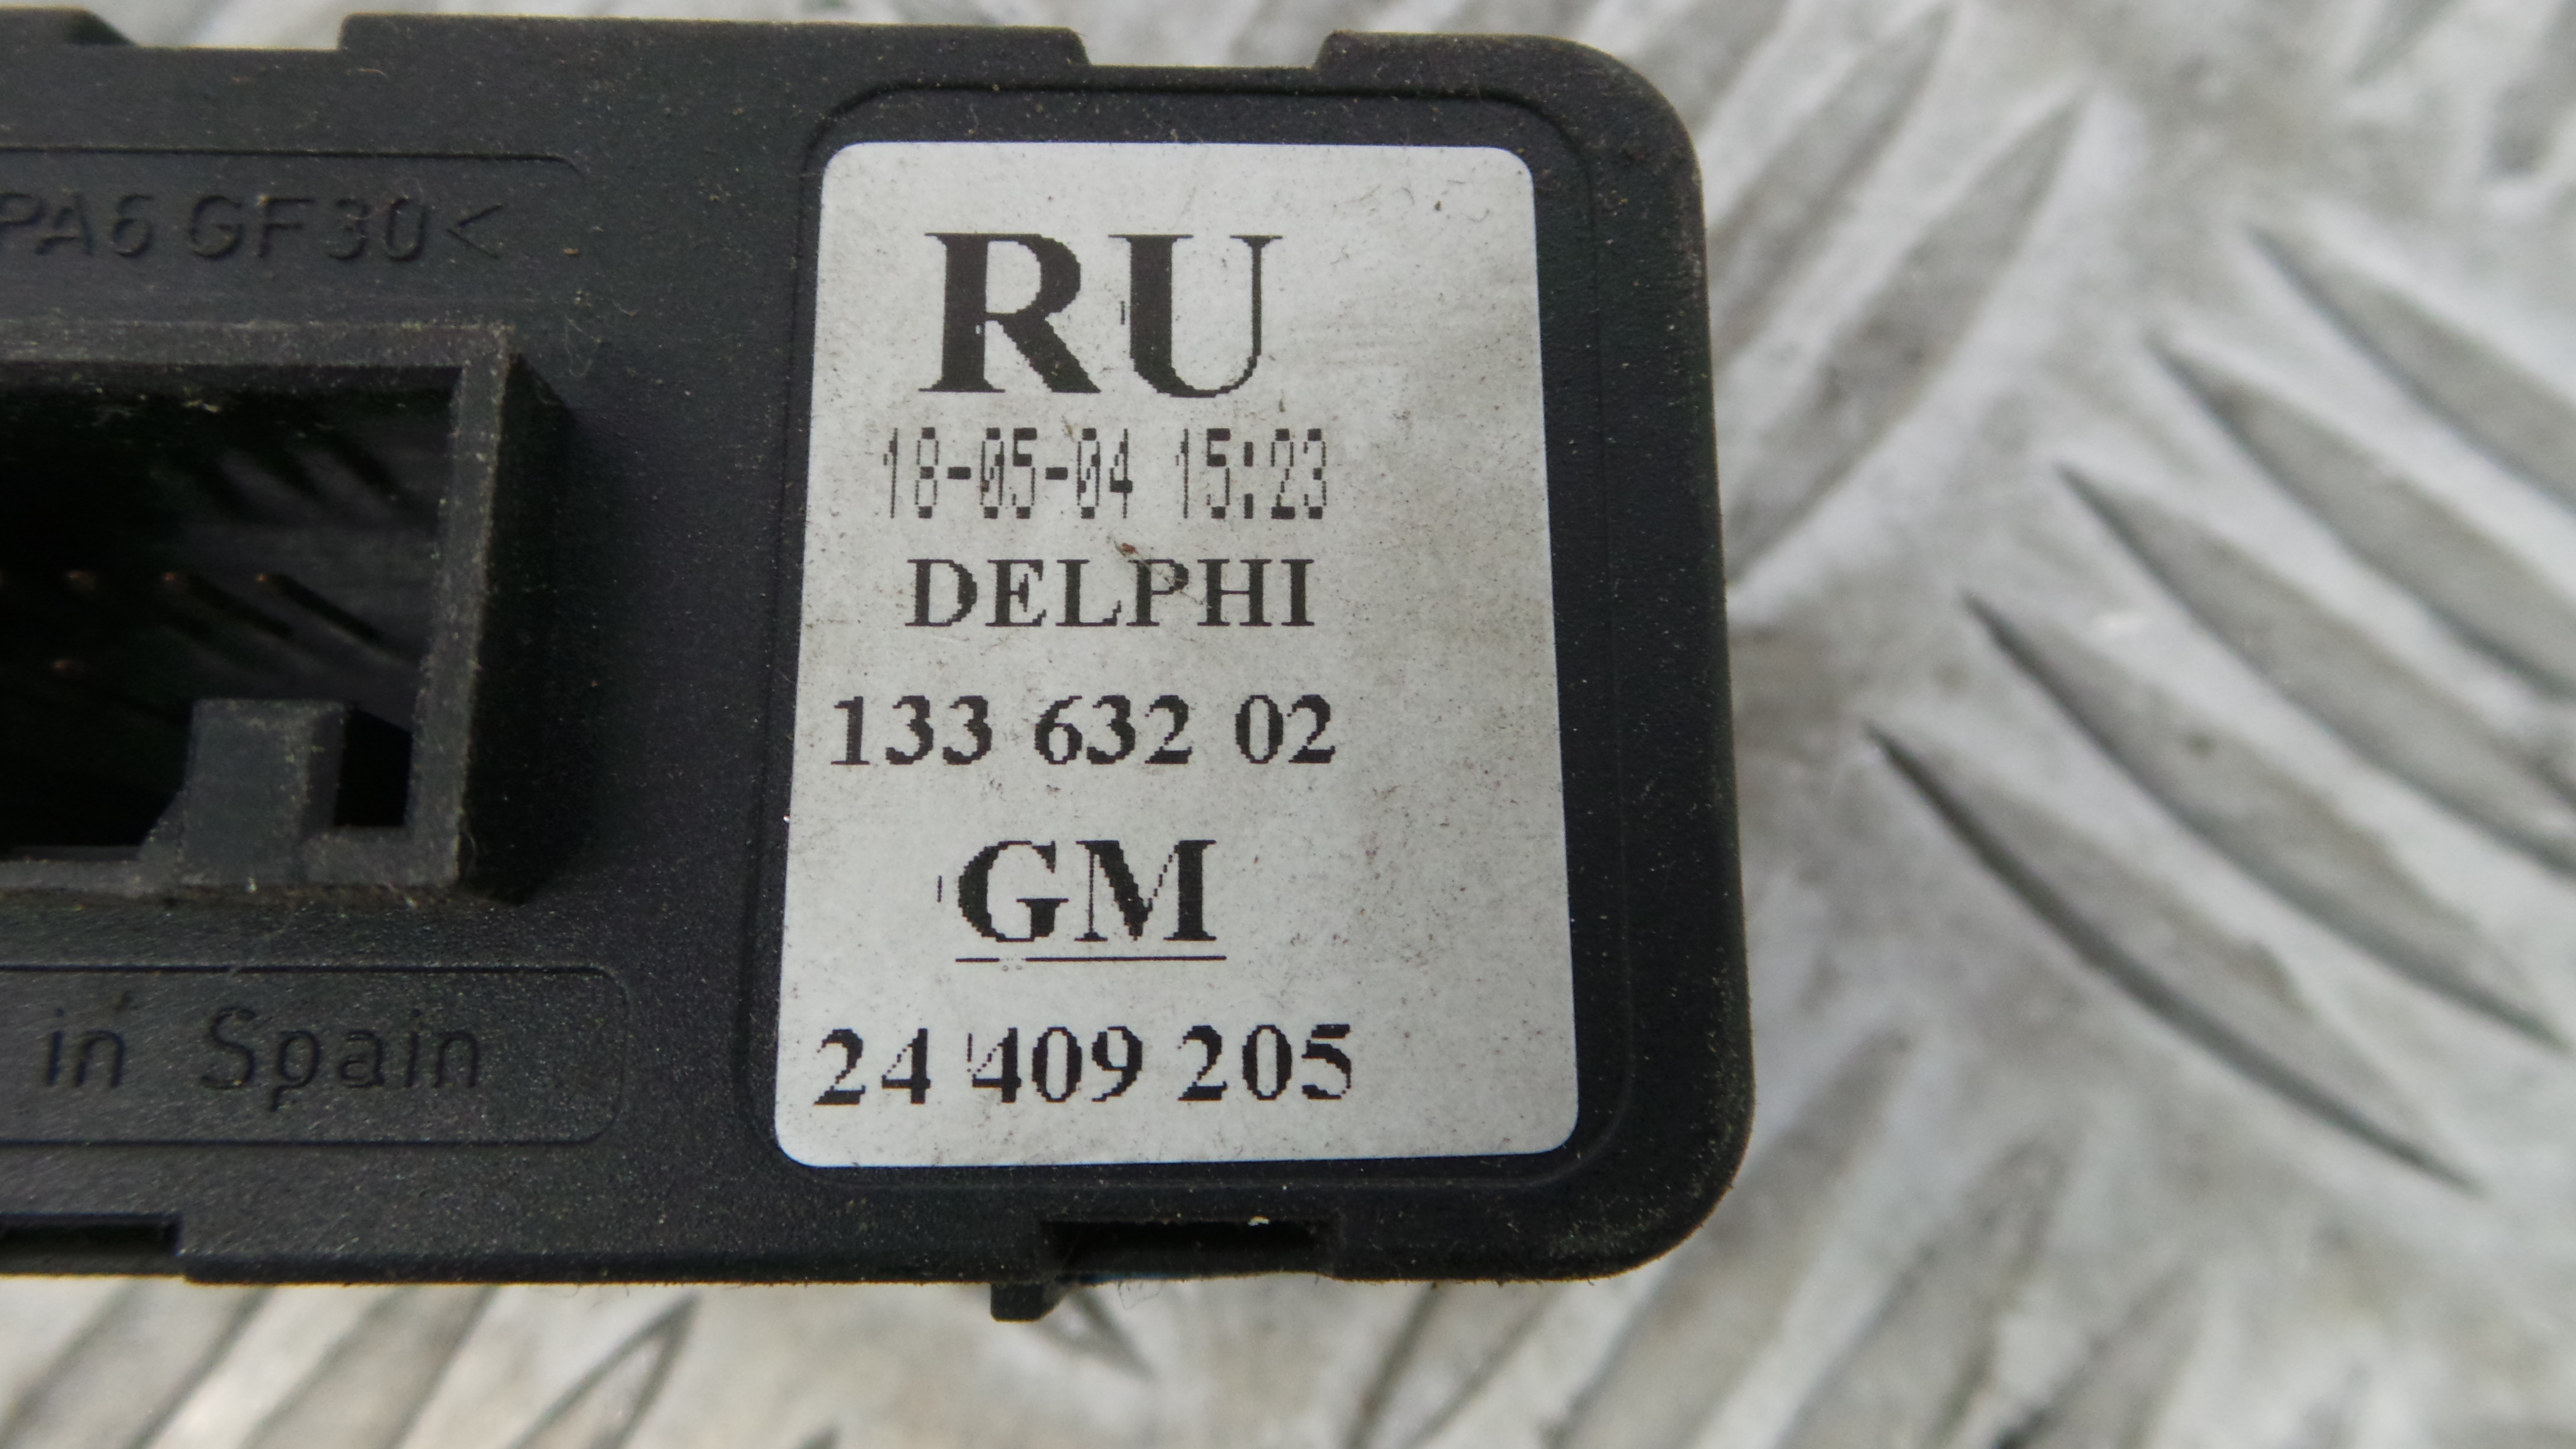 PA6 GF30<
RU
18-05-04 15:23
DELPHI
133 632 02
GM
24 409 205
in Spain